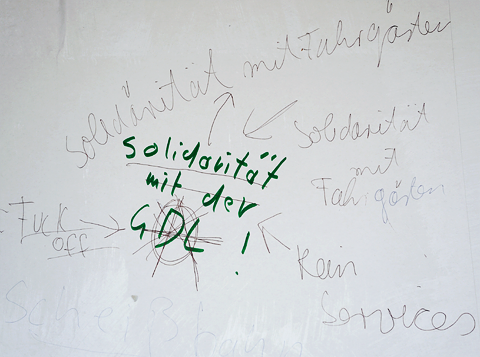 Solidarität mit Fahrgästen
Solidarität
mit der
GDL !
Solidarität
mit
Fahrgästen
Fuck
off
Kein
Services